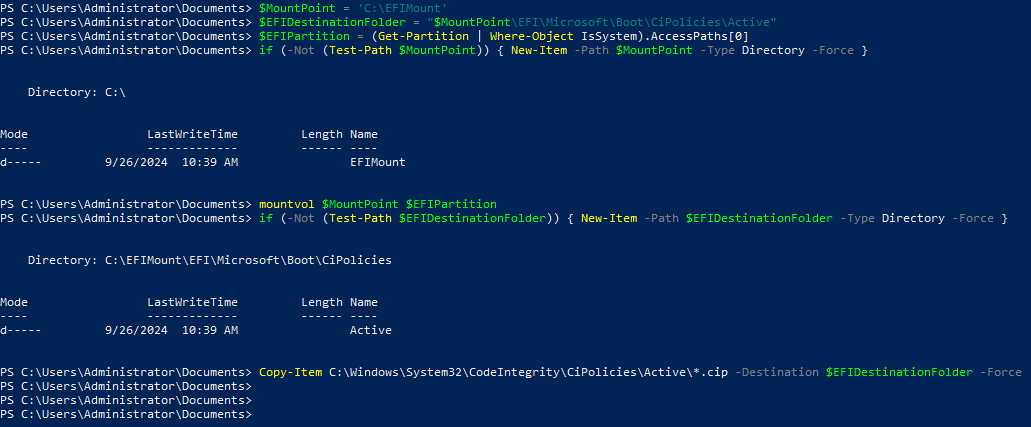 PS C:\Users\Administrator\Documents> $MountPoint = 'C:\EFIMount'
PS C:\Users\Administrator\Documents> $EFIDestinationFolder = "$MountPoint\EFI\Microsoft\Boot\CiPolicies\Active"
PS C:\Users\Administrator\Documents> $EFIPartition = (Get-Partition | Where-Object IsSystem).AccessPaths[0]
PS C:\Users\Administrator\Documents> if (-Not (Test-Path $MountPoint)) { New-Item -Path $MountPoint -Type Directory -Force }
Directory: C:\
Mode LastWriteTime Length Name
---- ------------- ------ ----
d----- 9/26/2024 10:39 AM EFIMount
PS C:\Users\Administrator\Documents> mountvol $MountPoint $EFIPartition
PS C:\Users\Administrator\Documents> if (-Not (Test-Path $EFIDestinationFolder)) { New-Item -Path $EFIDestinationFolder -Type Directory -Force }
Directory: C:\EFIMount\EFI\Microsoft\Boot\CiPolicies
Mode LastWriteTime Length Name
---- ------------- ------ ----
d----- 9/26/2024 10:39 AM Active
PS C:\Users\Administrator\Documents> Copy-Item C:\Windows\System32\CodeIntegrity\CiPolicies\Active\*.cip -Destination $EFIDestinationFolder -Force
PS C:\Users\Administrator\Documents>
PS C:\Users\Administrator\Documents>
PS C:\Users\Administrator\Documents>